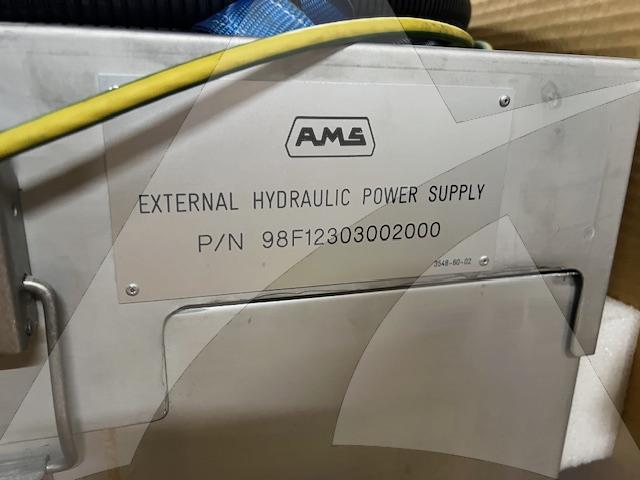 AMS
EXTERNAL HYDRAULIC POWER SUPPLY
P/N 98F12303002000
3548-60-02